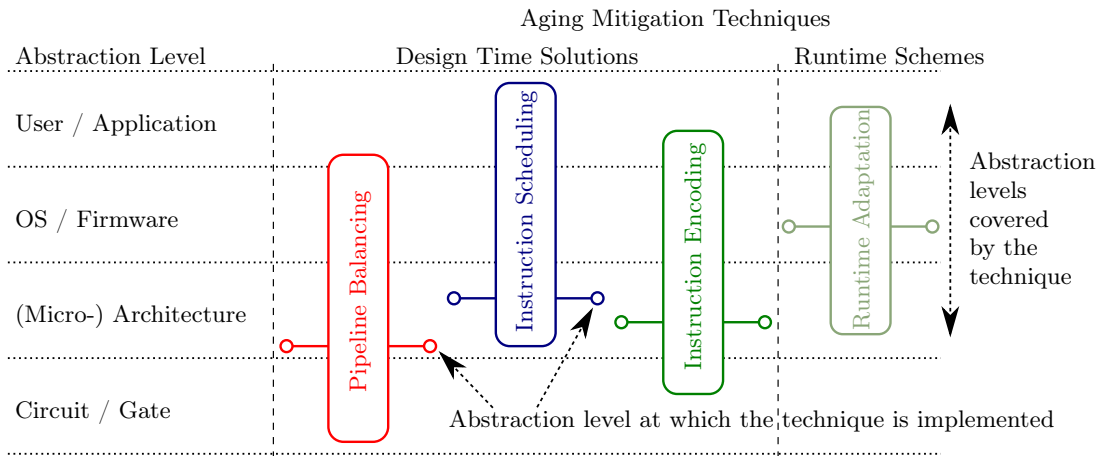 Aging Mitigation Techniques
Abstraction Level
Design Time Solutions
Runtime Schemes
User / Application
OS / Firmware
(Micro-) Architecture
Circuit / Gate
Pipeline Balancing
Instruction Scheduling
Instruction Encoding
Runtime Adaptation
Abstraction
levels
covered
by the
technique
Abstraction level at which the technique is implemented